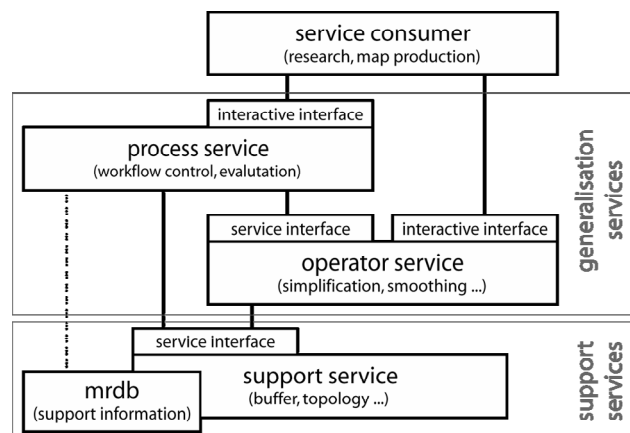 service consumer
(research, map production)
interactive interface
process service
(workflow control, evalutation)
service interface
interactive interface
operator service
(simplification, smoothing ...)
generalisation
services
service interface
support service
(buffer, topology ...)
mrdb
(support information)
support
services